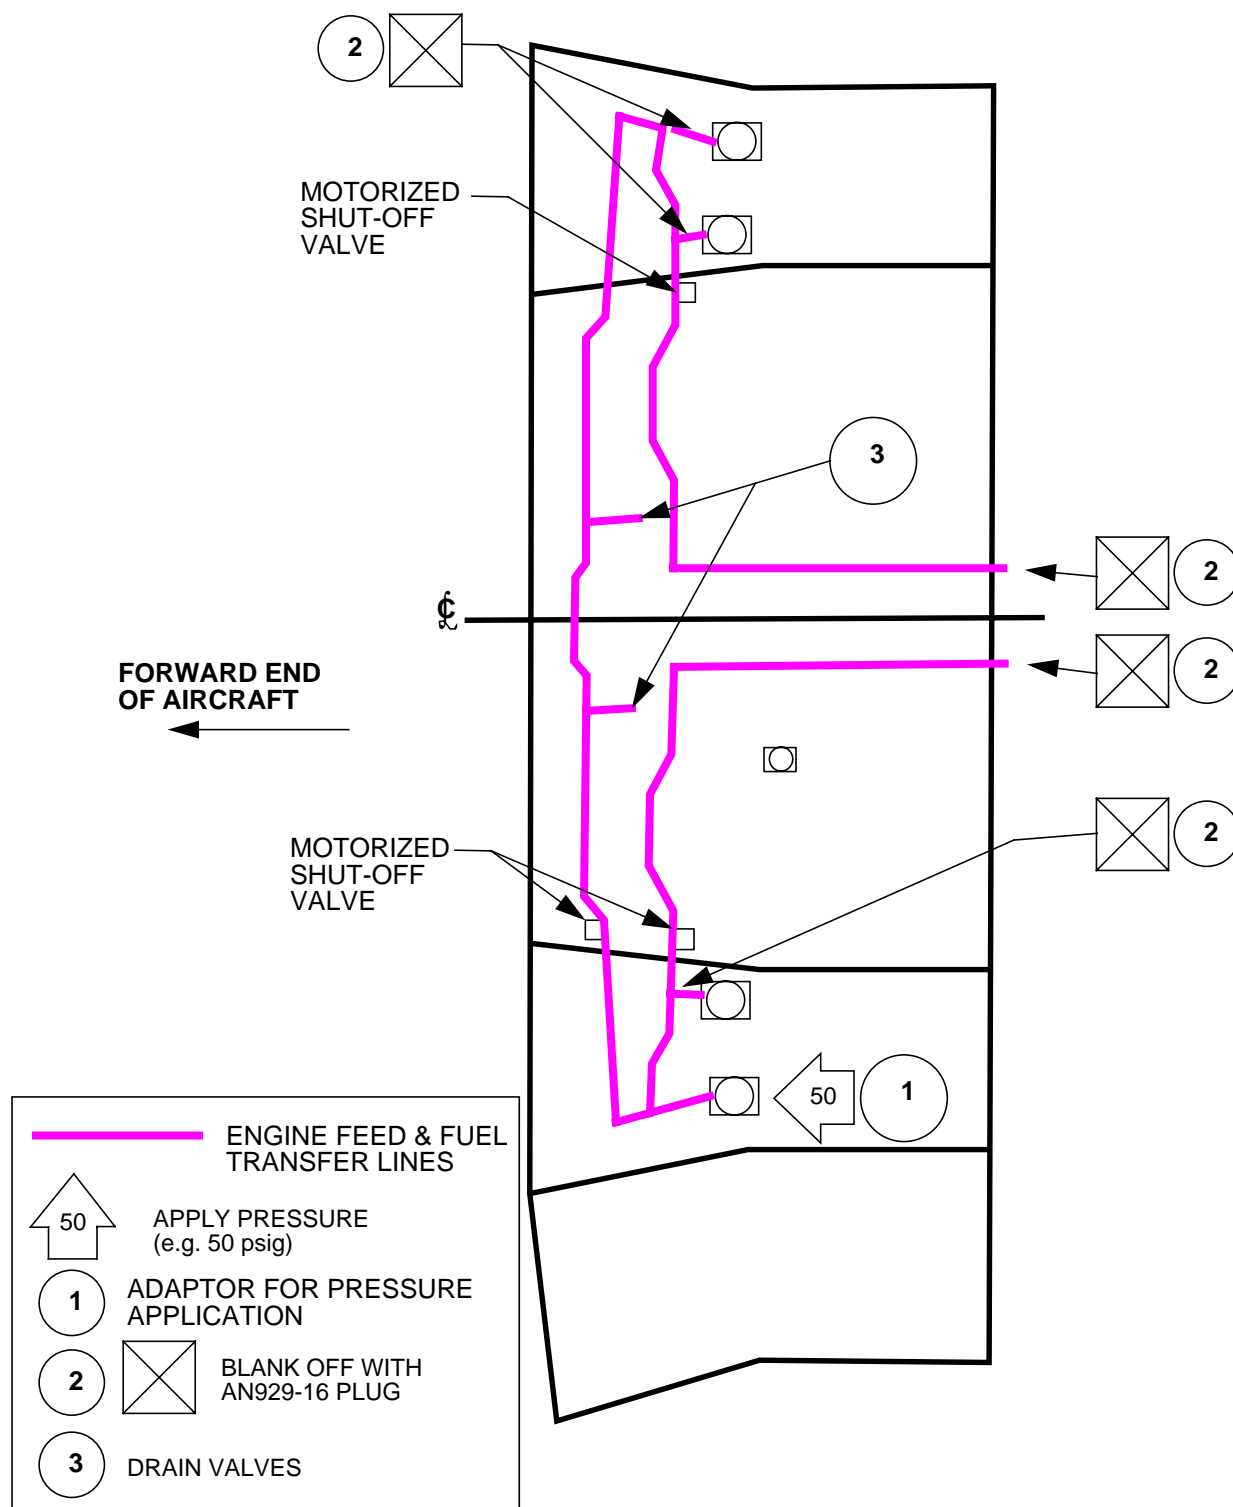 2
MOTORIZED
SHUT-OFF
VALVE
3
2
℄
2
FORWARD END
OF AIRCRAFT
2
MOTORIZED
SHUT-OFF
VALVE
50
1
ENGINE FEED & FUEL
TRANSFER LINES
50
APPLY PRESSURE
(e.g. 50 psig)
1
ADAPTOR FOR PRESSURE
APPLICATION
2
BLANK OFF WITH
AN929-16 PLUG
3
DRAIN VALVES